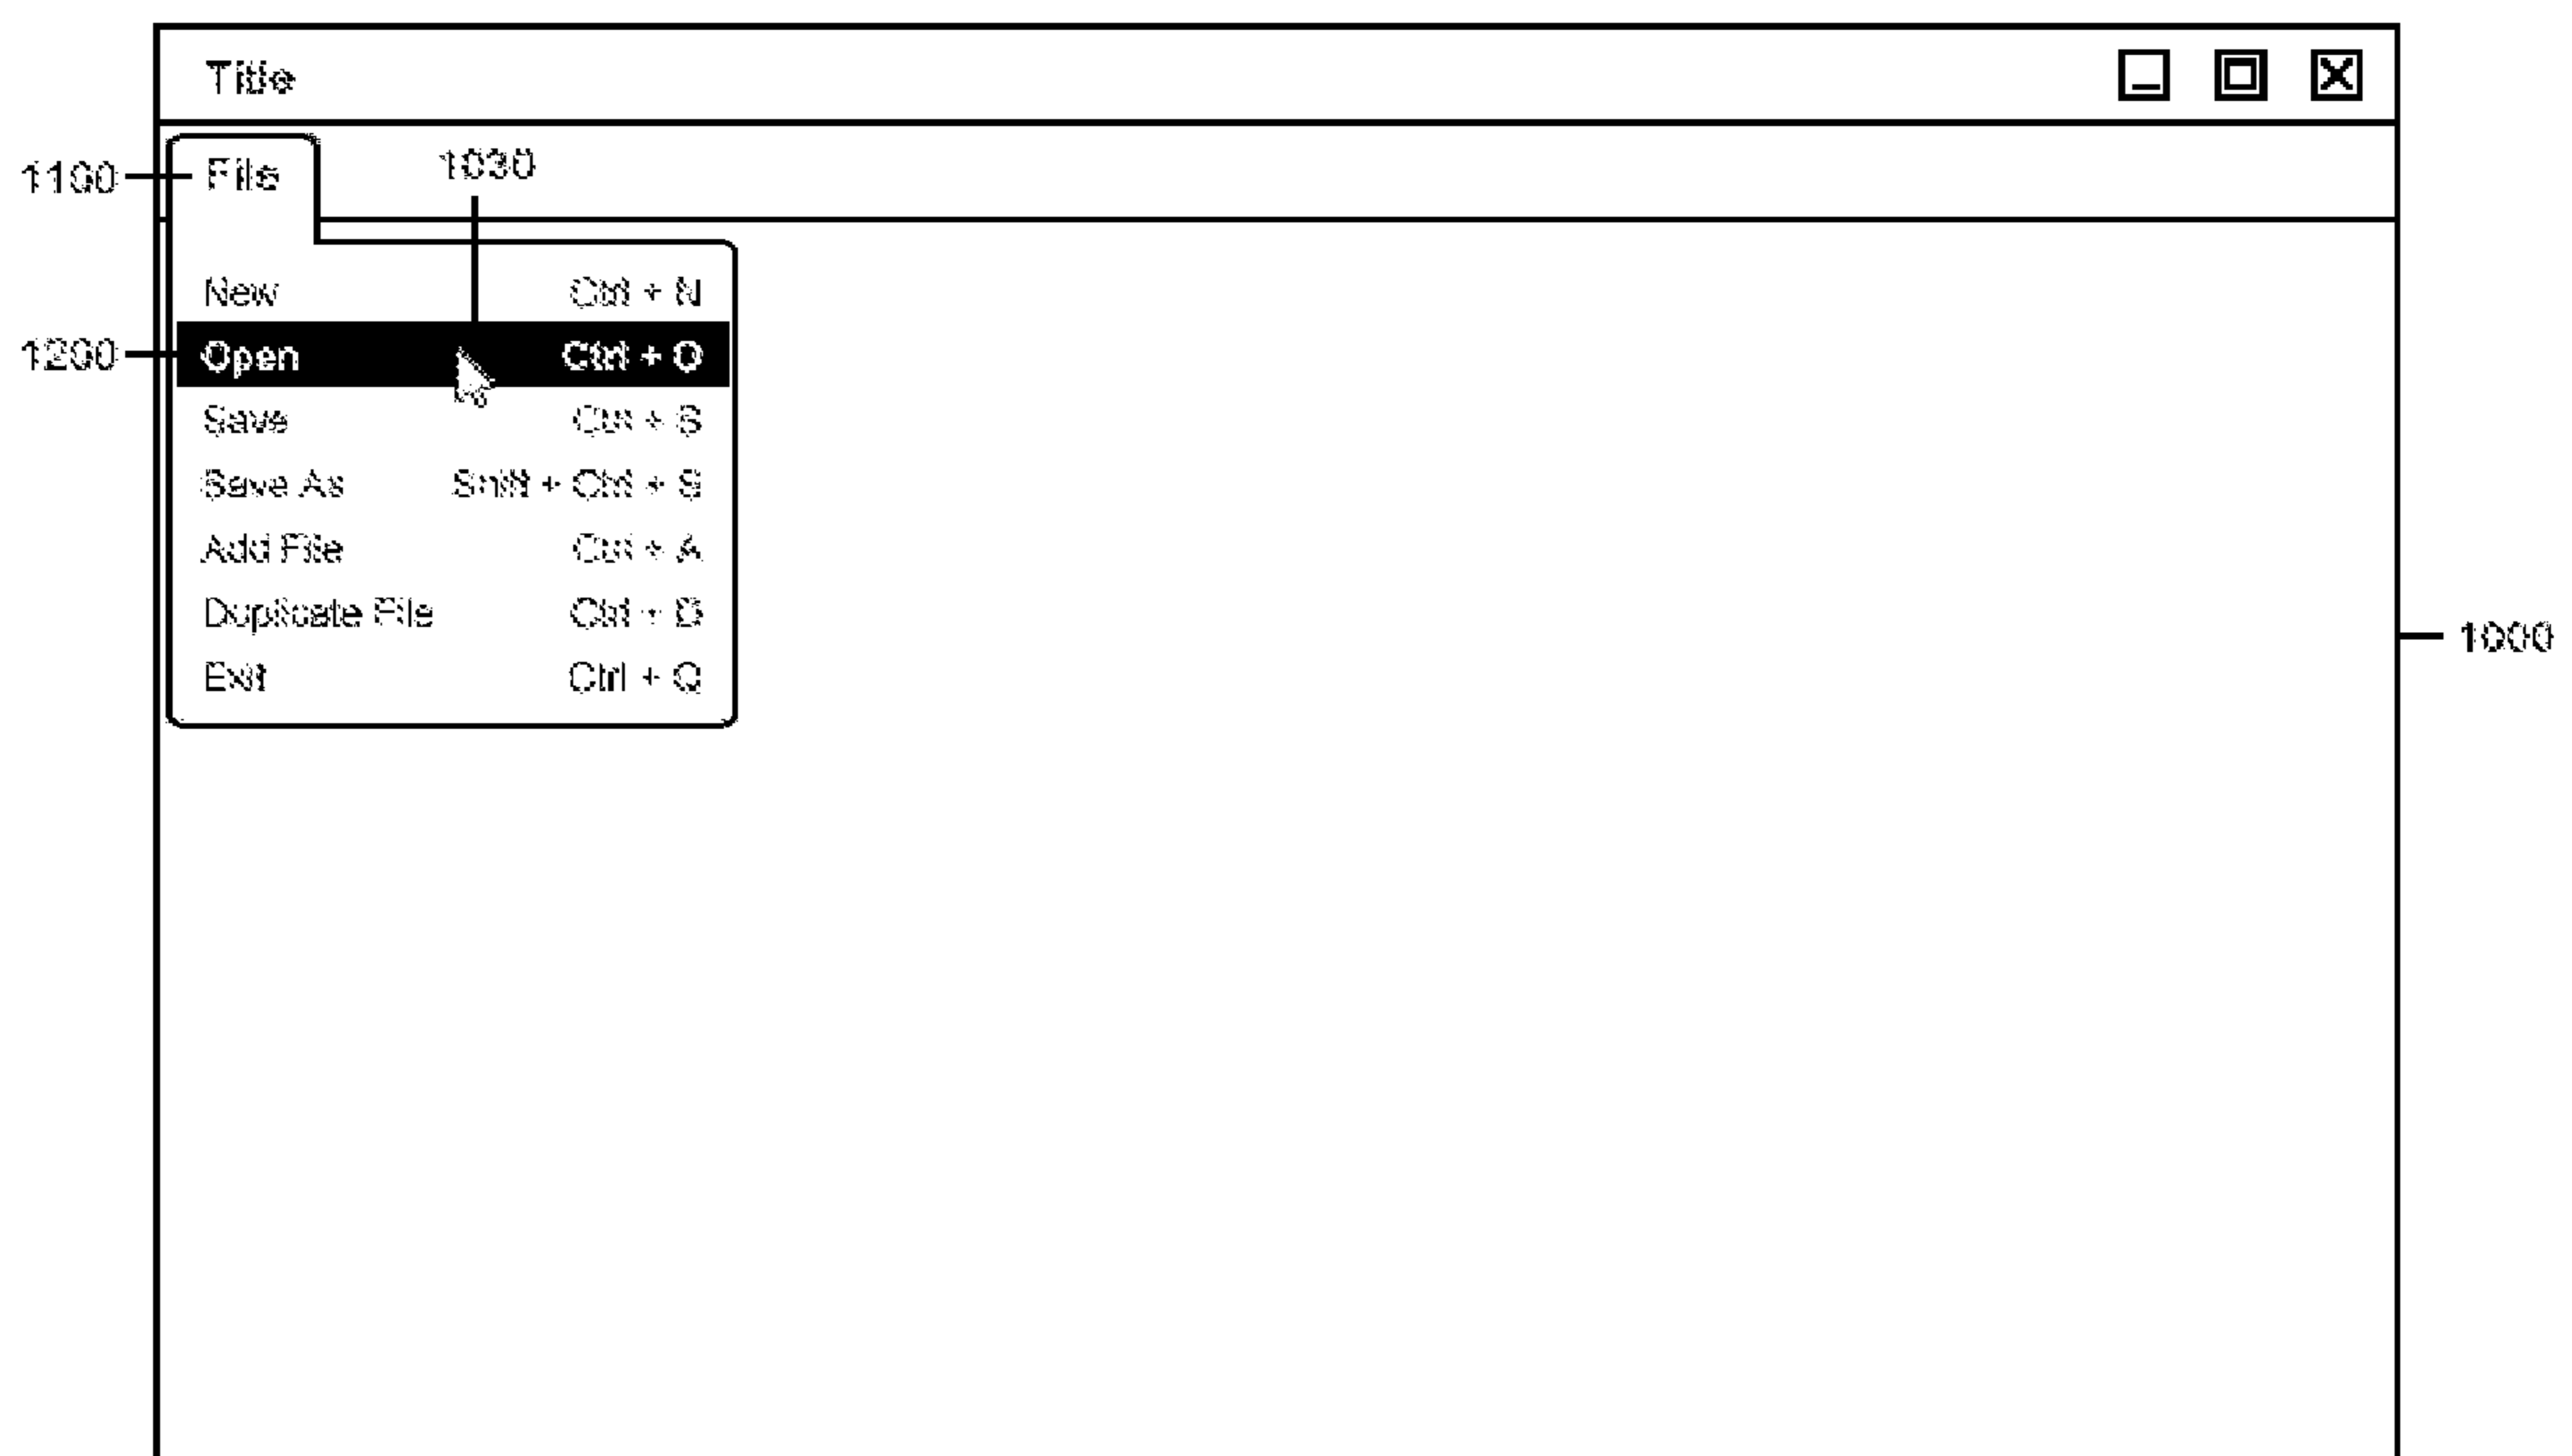 Title
1100 File 1030
New Ctrl + N
1200 Open Ctrl + O
Save Ctrl + S
Save As Shift + Ctrl + S
Add File Ctrl + A
Duplicate File Ctrl + D
1000
Exit Ctrl + Q